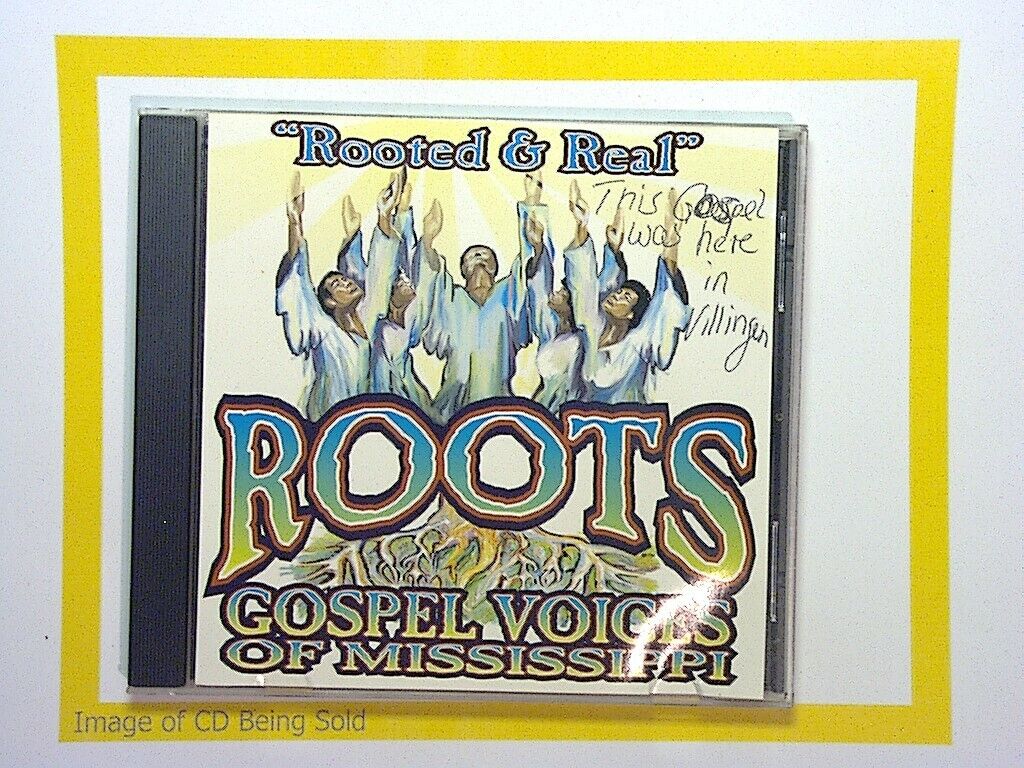 "Rooted & Real"
This Gospel
was here
in
Villingen
ROOTS
GOSPEL VOICES
OF MISSISSIPPI
Image of CD Being Sold